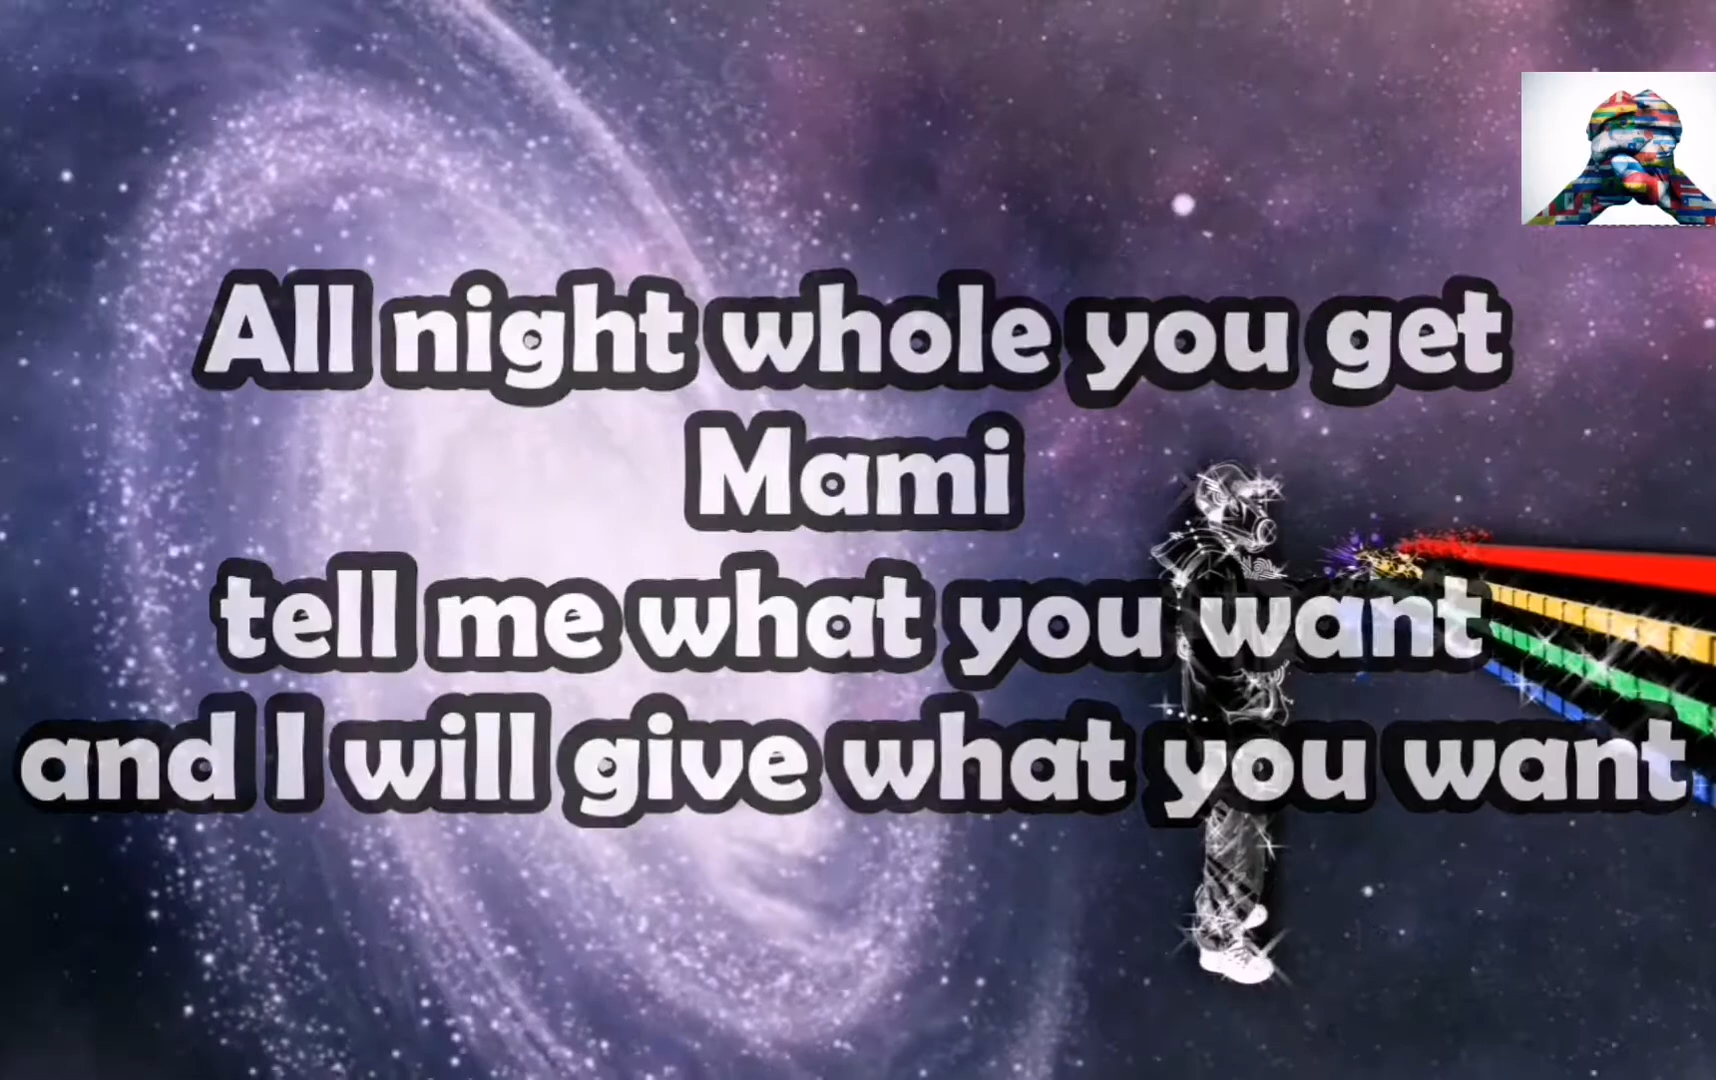 All night whole you get
Mami
tell me what you want
and I will give what you want